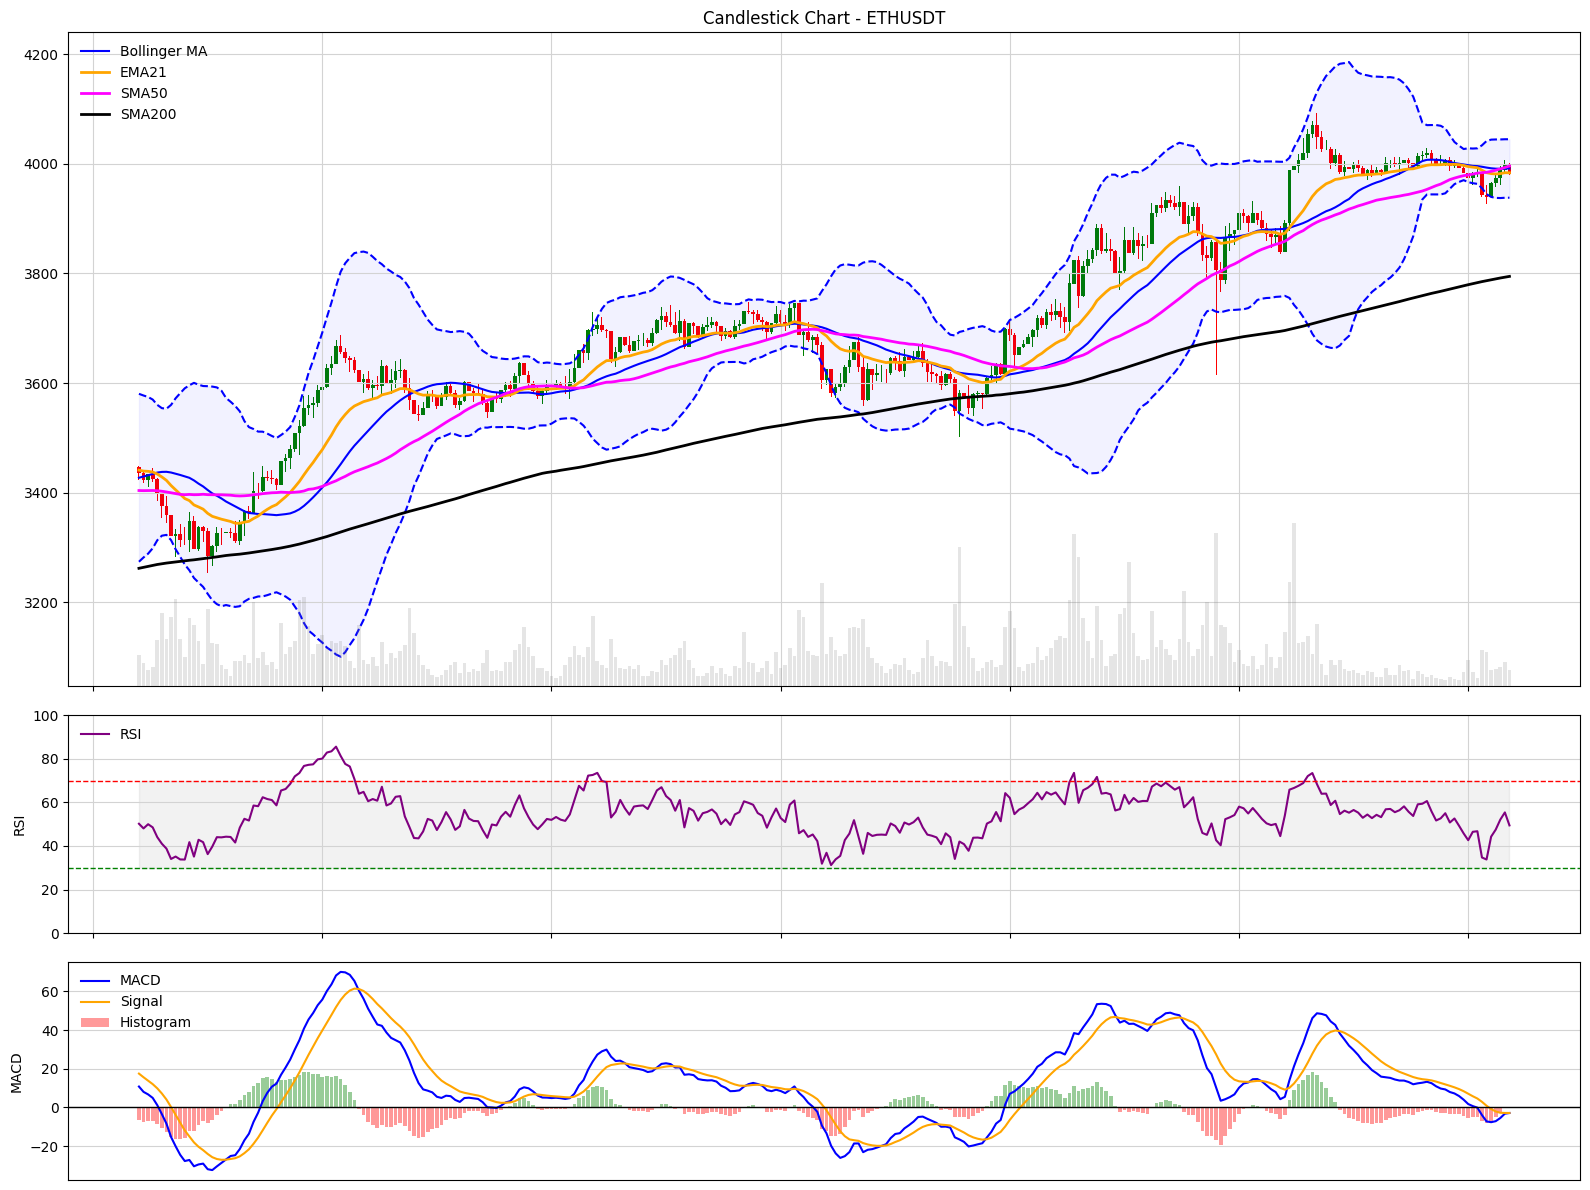 Candlestick Chart - ETHUSDT
Bollinger MA
EMA21
SMA50
SMA200
4200
4000
3800
3600
3400
3200
RSI
100
80
60
40
20
0
RSI
MACD
Signal
Histogram
60
40
20
0
−20
MACD